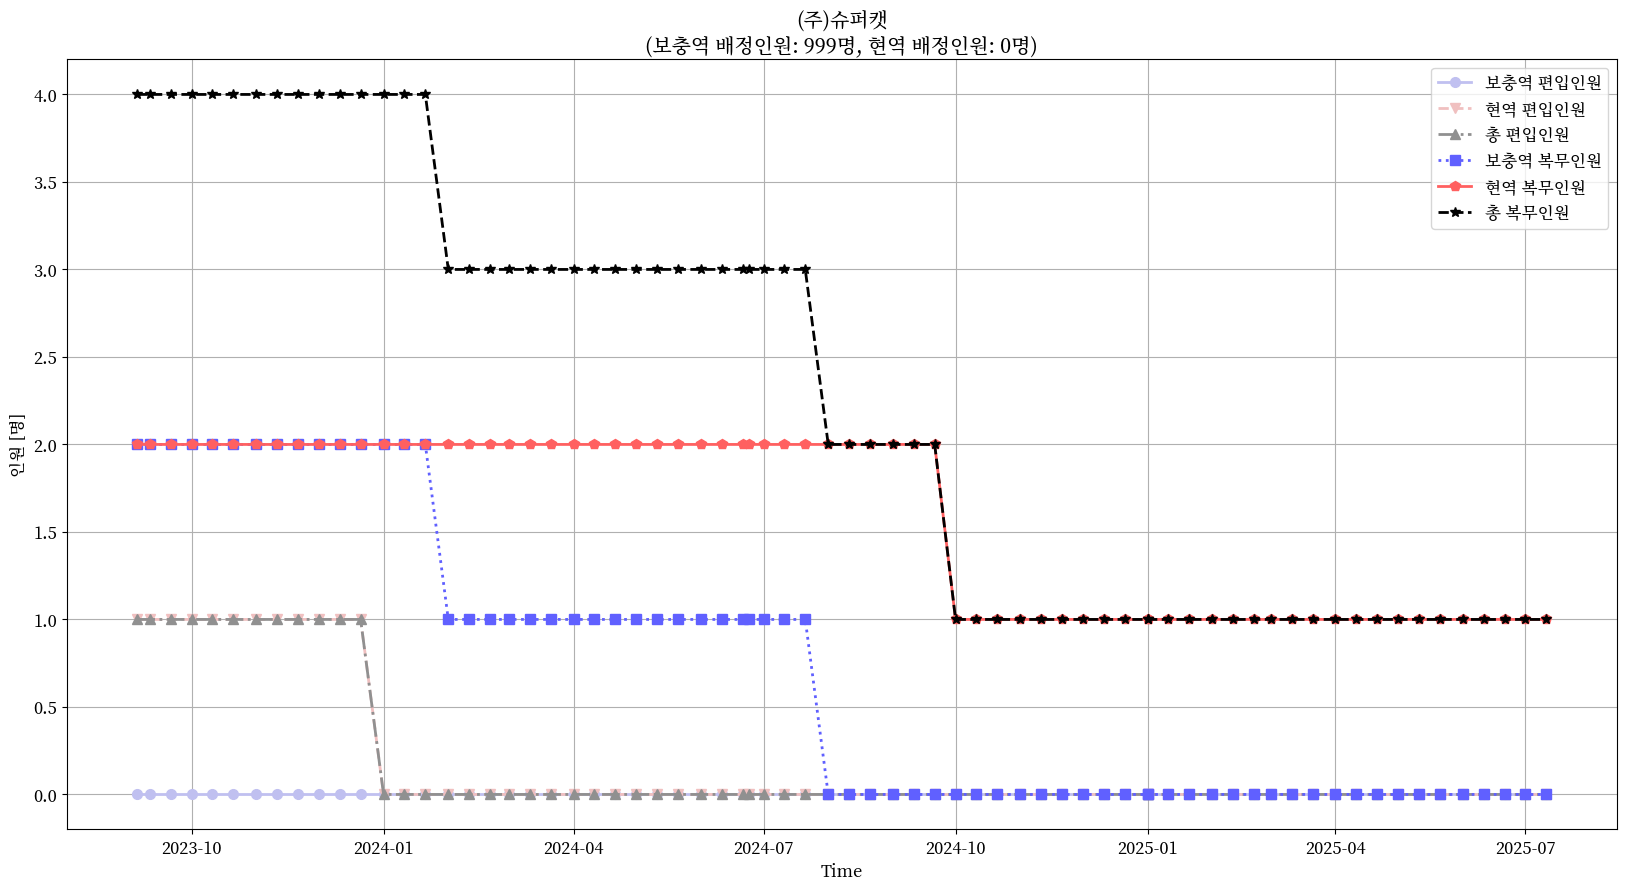 (주)슈퍼캣
(보충역 배정인원: 999명, 현역 배정인원: 0명)
보충역 편입인원
현역 편입인원
총 편입인원
보충역 복무인원
현역 복무인원
총 복무인원
인원 [명]
4.0
3.5
3.0
2.5
2.0
1.5
1.0
0.5
0.0
2023-10 2024-01 2024-04 2024-07 2024-10 2025-01 2025-04 2025-07
Time